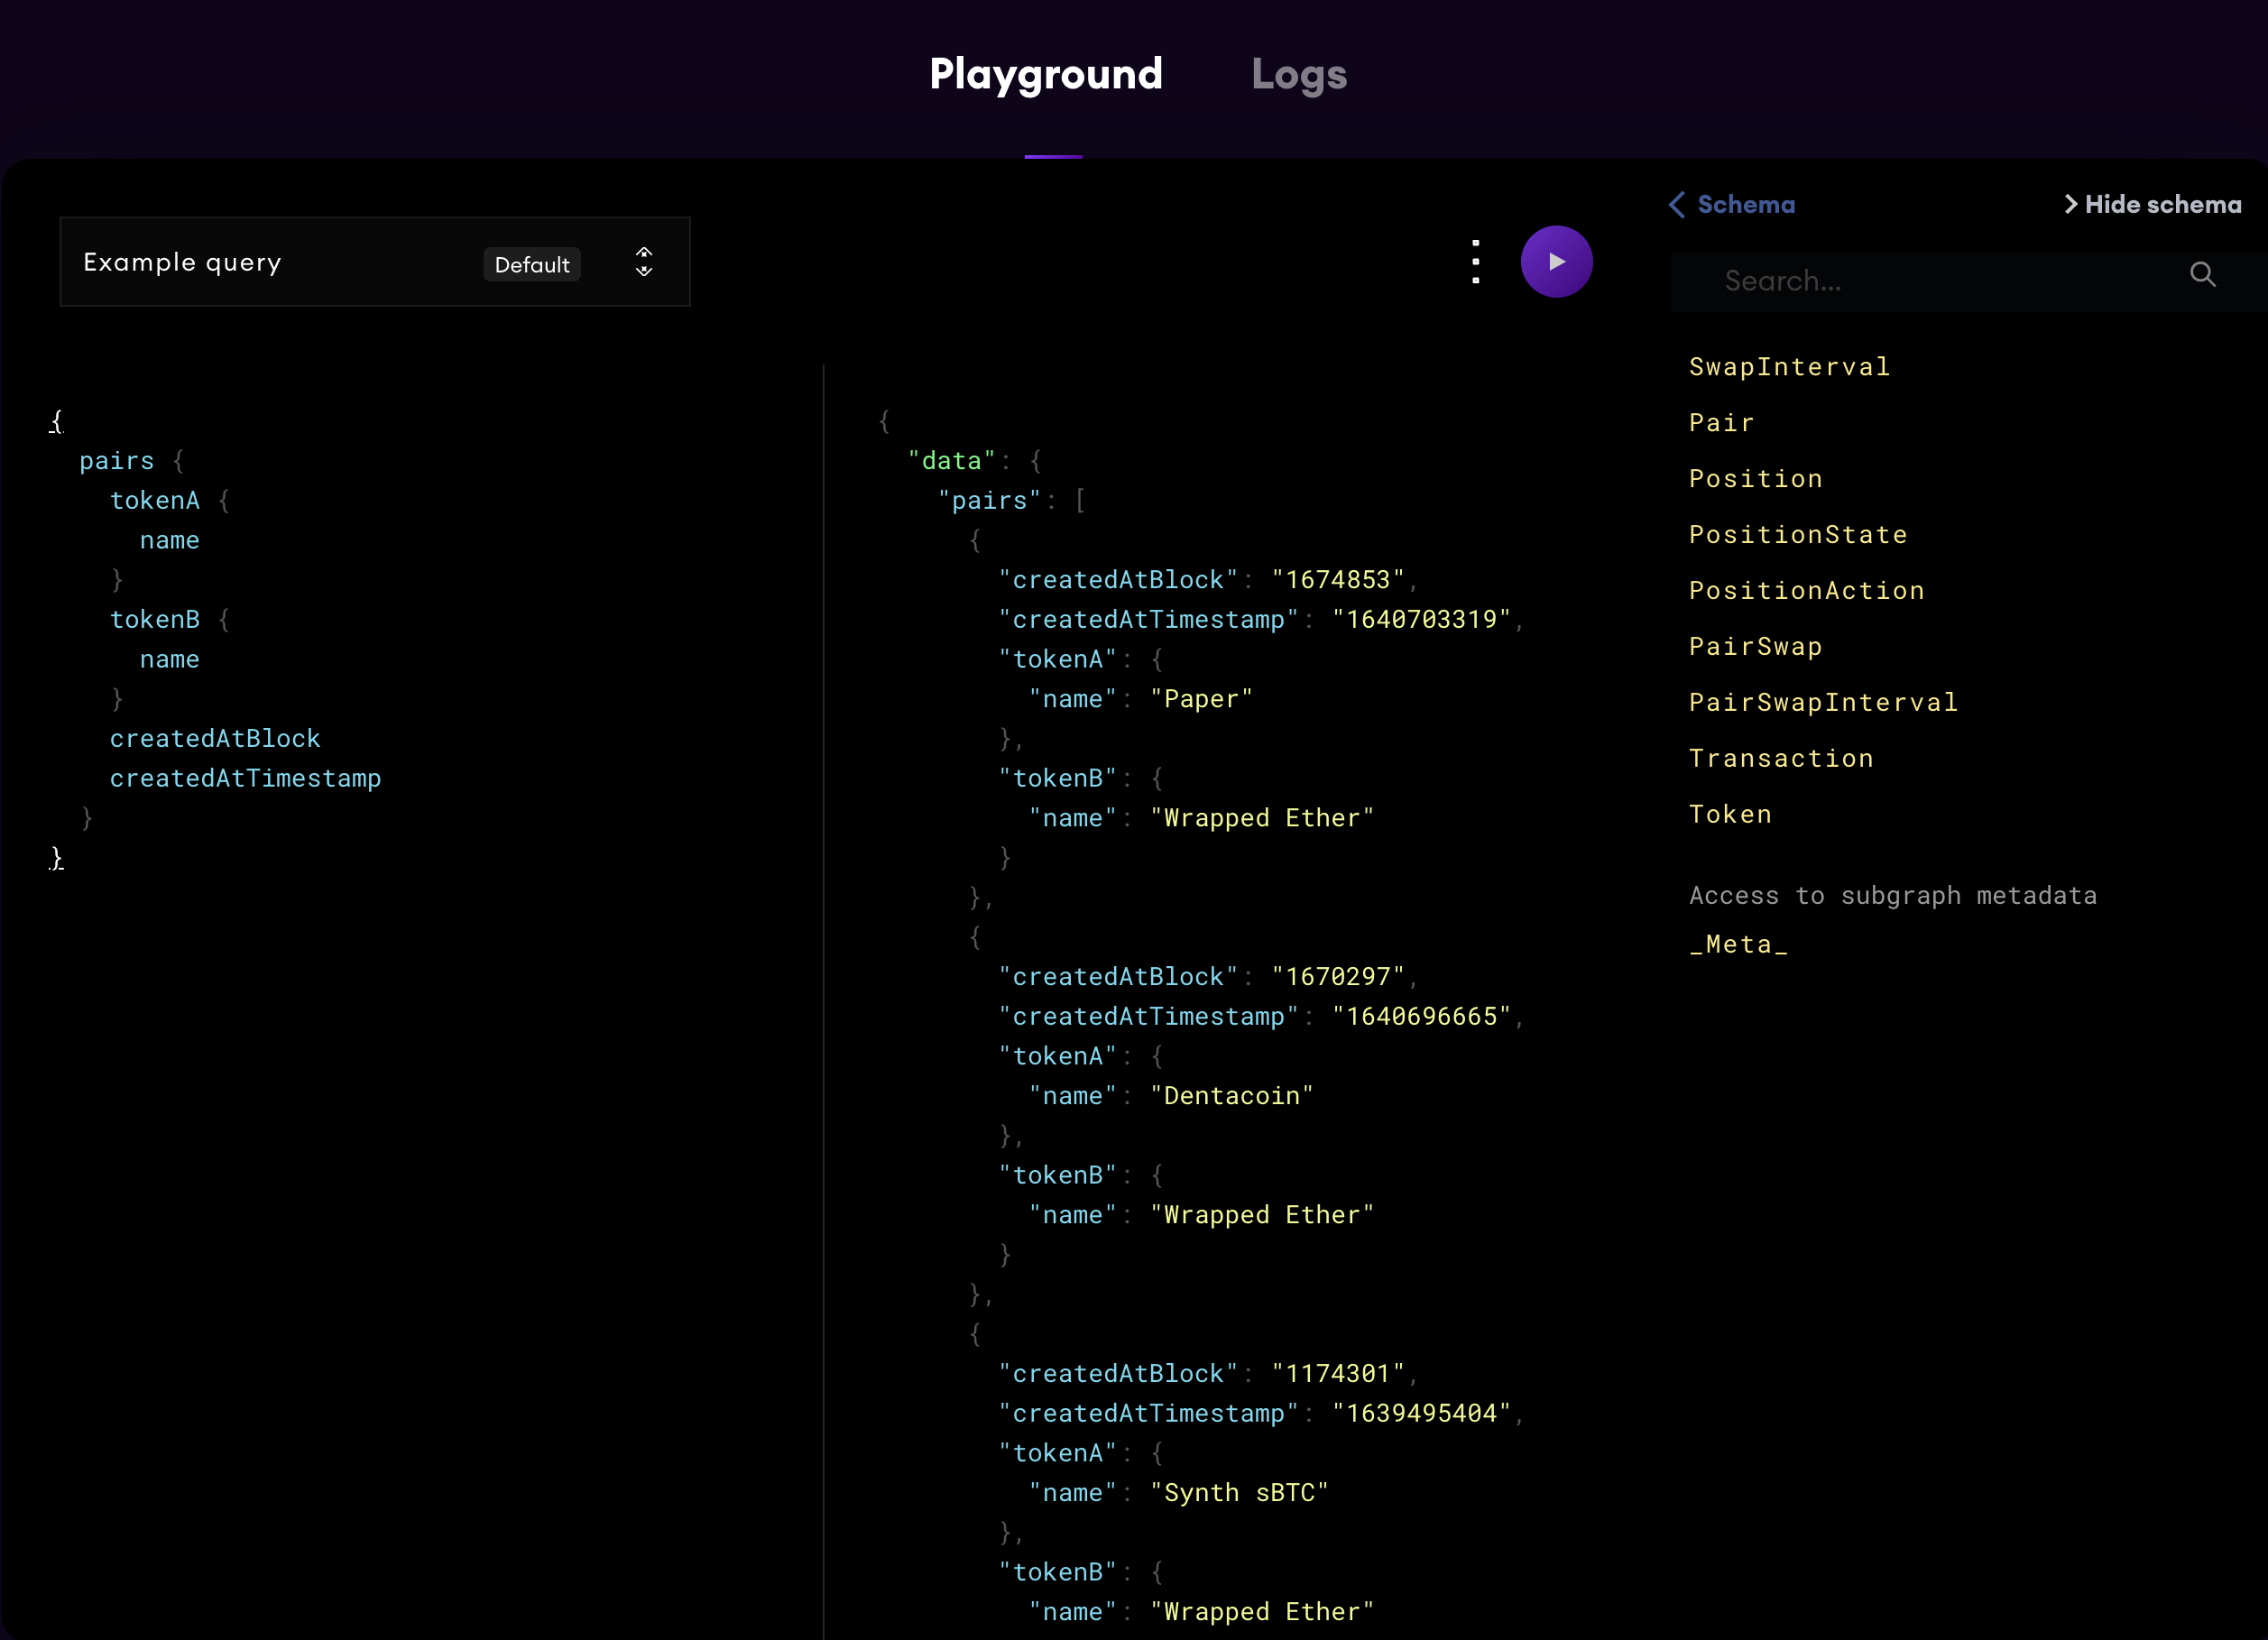 Playground Logs
Example query Default
{
  pairs {
    tokenA {
      name
    }
    tokenB {
      name
    }
    createdAtBlock
    createdAtTimestamp
  }
}
{
  "data": {
    "pairs": [
      {
        "createdAtBlock": "1674853",
        "createdAtTimestamp": "1640703319",
        "tokenA": {
          "name": "Paper"
        },
        "tokenB": {
          "name": "Wrapped Ether"
        }
      },
      {
        "createdAtBlock": "1670297",
        "createdAtTimestamp": "1640696665",
        "tokenA": {
          "name": "Dentacoin"
        },
        "tokenB": {
          "name": "Wrapped Ether"
        }
      },
      {
        "createdAtBlock": "1174301",
        "createdAtTimestamp": "1639495404",
        "tokenA": {
          "name": "Synth sBTC"
        },
        "tokenB": {
          "name": "Wrapped Ether"
Schema Hide schema
Search...
SwapInterval
Pair
Position
PositionState
PositionAction
PairSwap
PairSwapInterval
Transaction
Token
Access to subgraph metadata
_Meta_